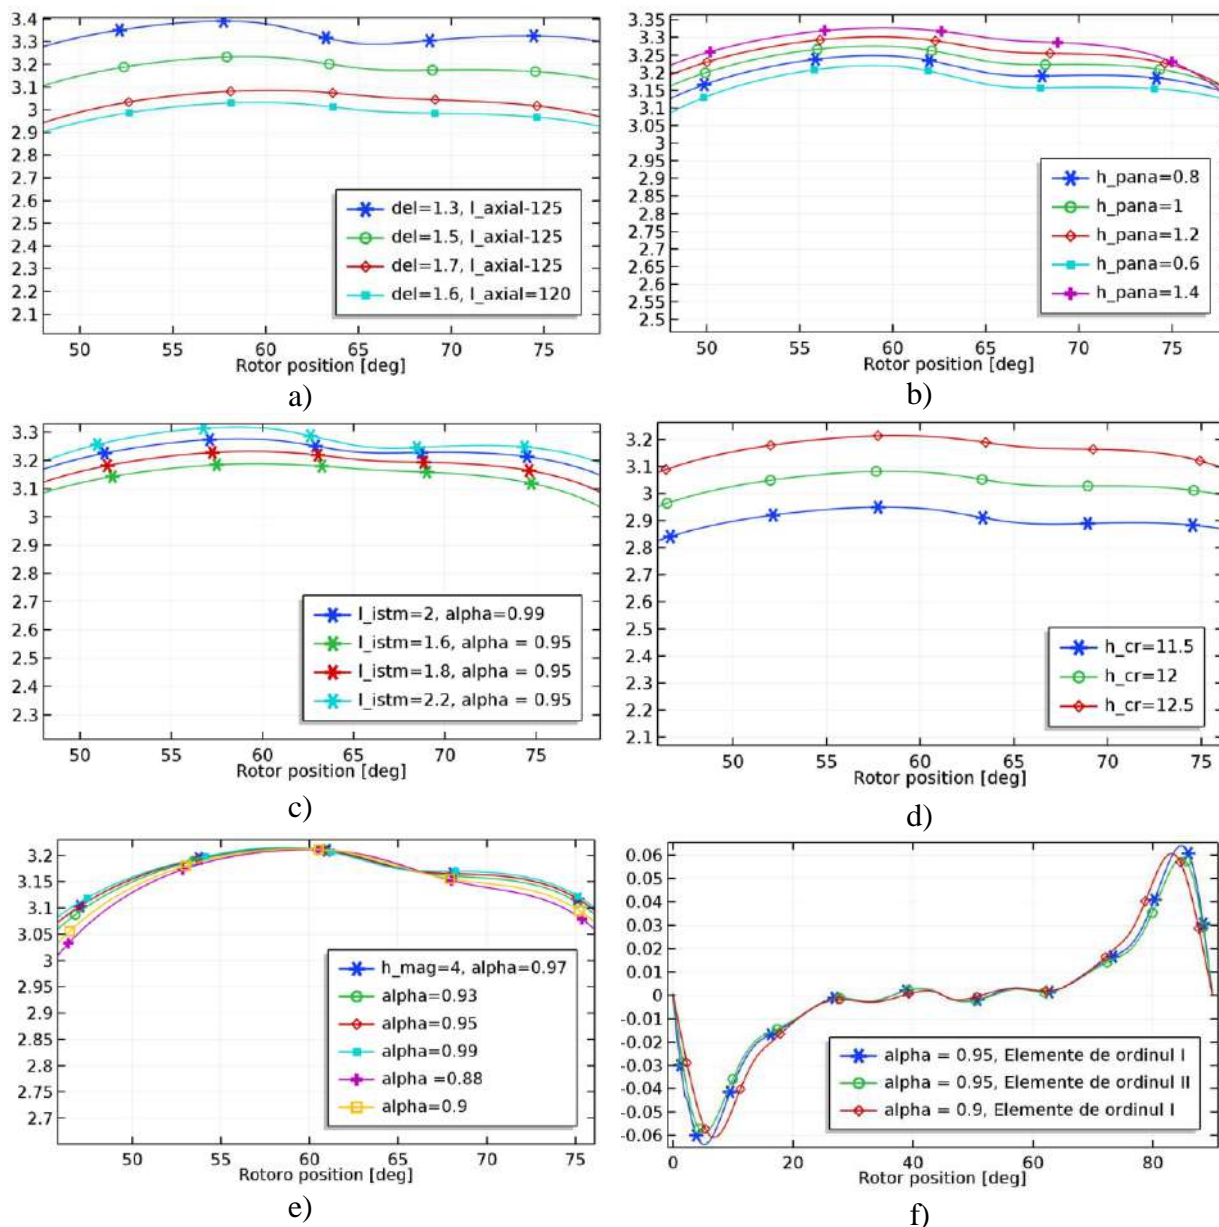 3.4
3.3
3.2
3.1
3
2.9
2.8
2.7
2.6
2.5
2.4
2.3
2.2
2.1
del=1.3, l_axial-125
del=1.5, l_axial-125
del=1.7, l_axial-125
del=1.6, l_axial=120
50 55 60 65 70 75
Rotor position [deg]
a)
3.35
3.3
3.25
3.2
3.15
3.1
3.05
3
2.95
2.9
2.85
2.8
2.75
2.7
2.65
2.6
2.55
2.5
h_pana=0.8
h_pana=1
h_pana=1.2
h_pana=0.6
h_pana=1.4
50 55 60 65 70 75
Rotor position [deg]
b)
3.3
3.2
3.1
3
2.9
2.8
2.7
2.6
2.5
2.4
2.3
l_istm=2, alpha=0.99
l_istm=1.6, alpha = 0.95
l_istm=1.8, alpha = 0.95
l_istm=2.2, alpha = 0.95
50 55 60 65 70 75
Rotor position [deg]
c)
3.2
3.1
3
2.9
2.8
2.7
2.6
2.5
2.4
2.3
2.2
2.1
h_cr=11.5
h_cr=12
h_cr=12.5
50 55 60 65 70 75
Rotor position [deg]
d)
3.2
3.15
3.1
3.05
3
2.95
2.9
2.85
2.8
2.75
2.7
h_mag=4, alpha=0.97
alpha=0.93
alpha=0.95
alpha=0.99
alpha =0.88
alpha=0.9
50 55 60 65 70 75
Rotoro position [deg]
e)
0.06
0.05
0.04
0.03
0.02
0.01
0
-0.01
-0.02
-0.03
-0.04
-0.05
-0.06
alpha = 0.95, Elemente de ordinul I
alpha = 0.95, Elemente de ordinul II
alpha = 0.9, Elemente de ordinul I
0 20 40 60 80
Rotor position [deg]
f)